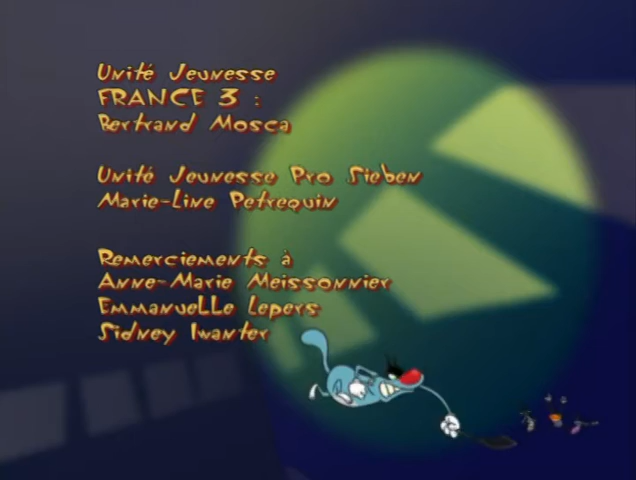 Unité Jeunesse
FRANCE 3 :
Bertrand Mosca
Unité Jeunesse Pro Sieben
Marie-Line Petrequin
Remerciements à
Anne-Marie Meissonnier
Emmanuelle Lepers
Sidney Iwanter